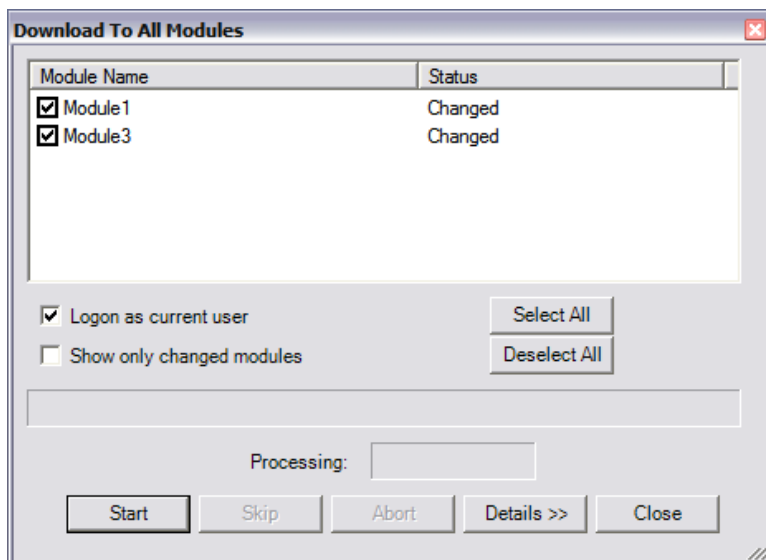 Download To All Modules
Module Name Status
Module1 Changed
Module3 Changed
Logon as current user Select All
Show only changed modules Deselect All
Processing:
Start Skip Abort Details >> Close